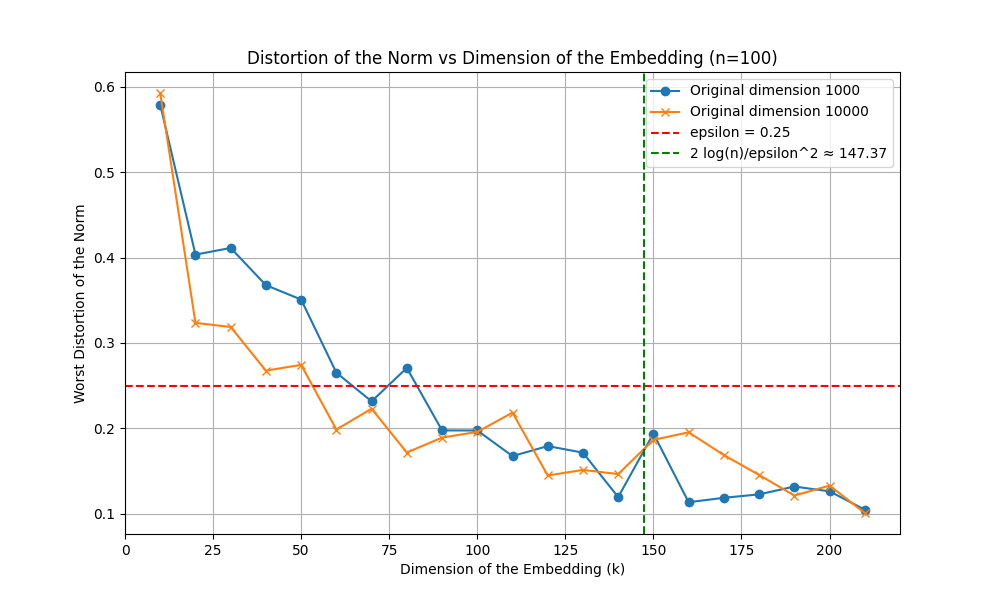 Distortion of the Norm vs Dimension of the Embedding (n=100)
Original dimension 1000
Original dimension 10000
epsilon = 0.25
2 log(n)/epsilon^2 ≈ 147.37
Worst Distortion of the Norm
0.6
0.5
0.4
0.3
0.2
0.1
0 25 50 75 100 125 150 175 200
Dimension of the Embedding (k)